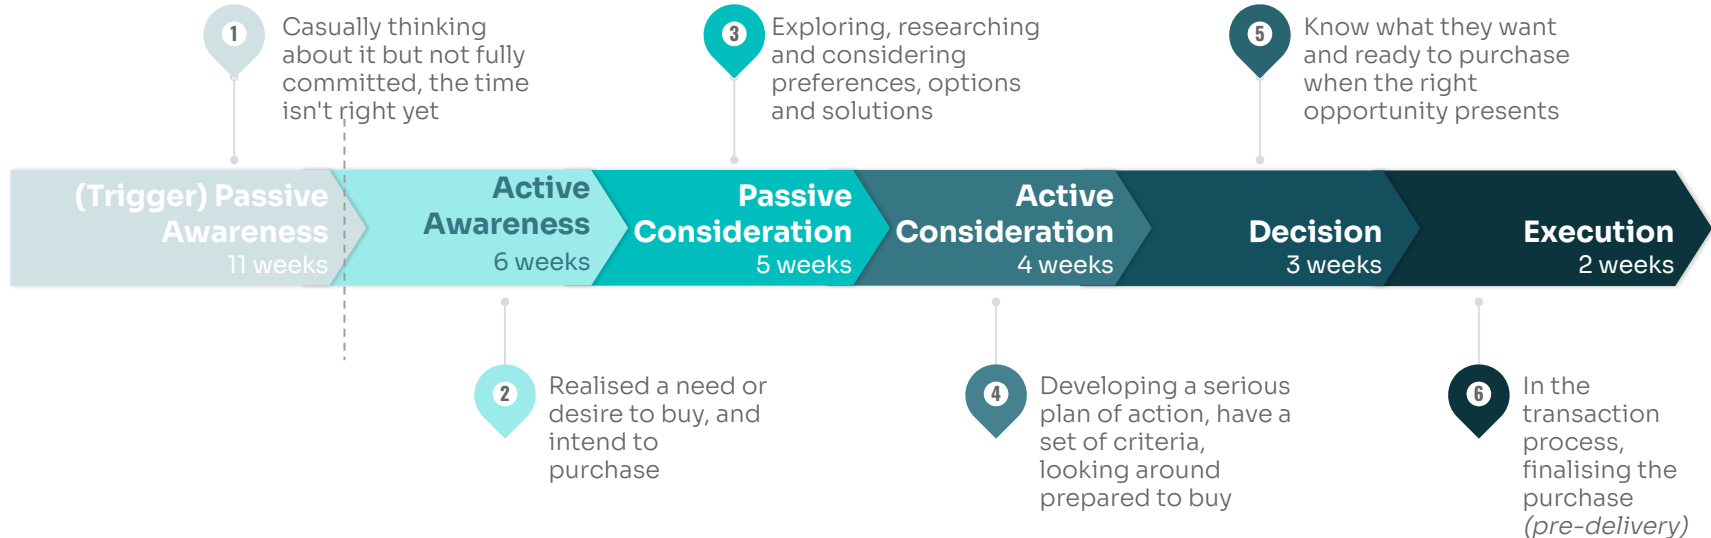 1
Casually thinking
about it but not fully
committed, the time
isn't right yet
3
Exploring, researching
and considering
preferences, options
and solutions
5
Know what they want
and ready to purchase
when the right
opportunity presents
(Trigger) Passive
Awareness
11 weeks
Active
Awareness
6 weeks
Passive
Consideration
5 weeks
Active
Consideration
4 weeks
Decision
3 weeks
Execution
2 weeks
2
Realised a need or
desire to buy, and
intend to
purchase
4
Developing a serious
plan of action, have a
set of criteria,
looking around
prepared to buy
6
In the
transaction
process,
finalising the
purchase
(pre-delivery)